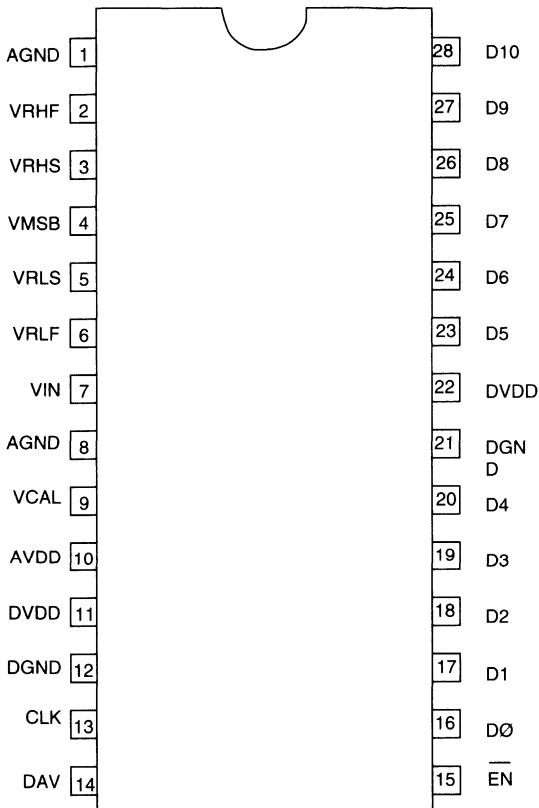 AGND 1 28 D10
VRHF 2 27 D9
VRHS 3 26 D8
VMSB 4 25 D7
VRLS 5 24 D6
VRLF 6 23 D5
VIN 7 22 DVDD
AGND 8 21 DGN
D
VCAL 9 20 D4
AVDD 10 19 D3
DVDD 11 18 D2
DGND 12 17 D1
CLK 13 16 DØ
DAV 14 15 E̅N̅